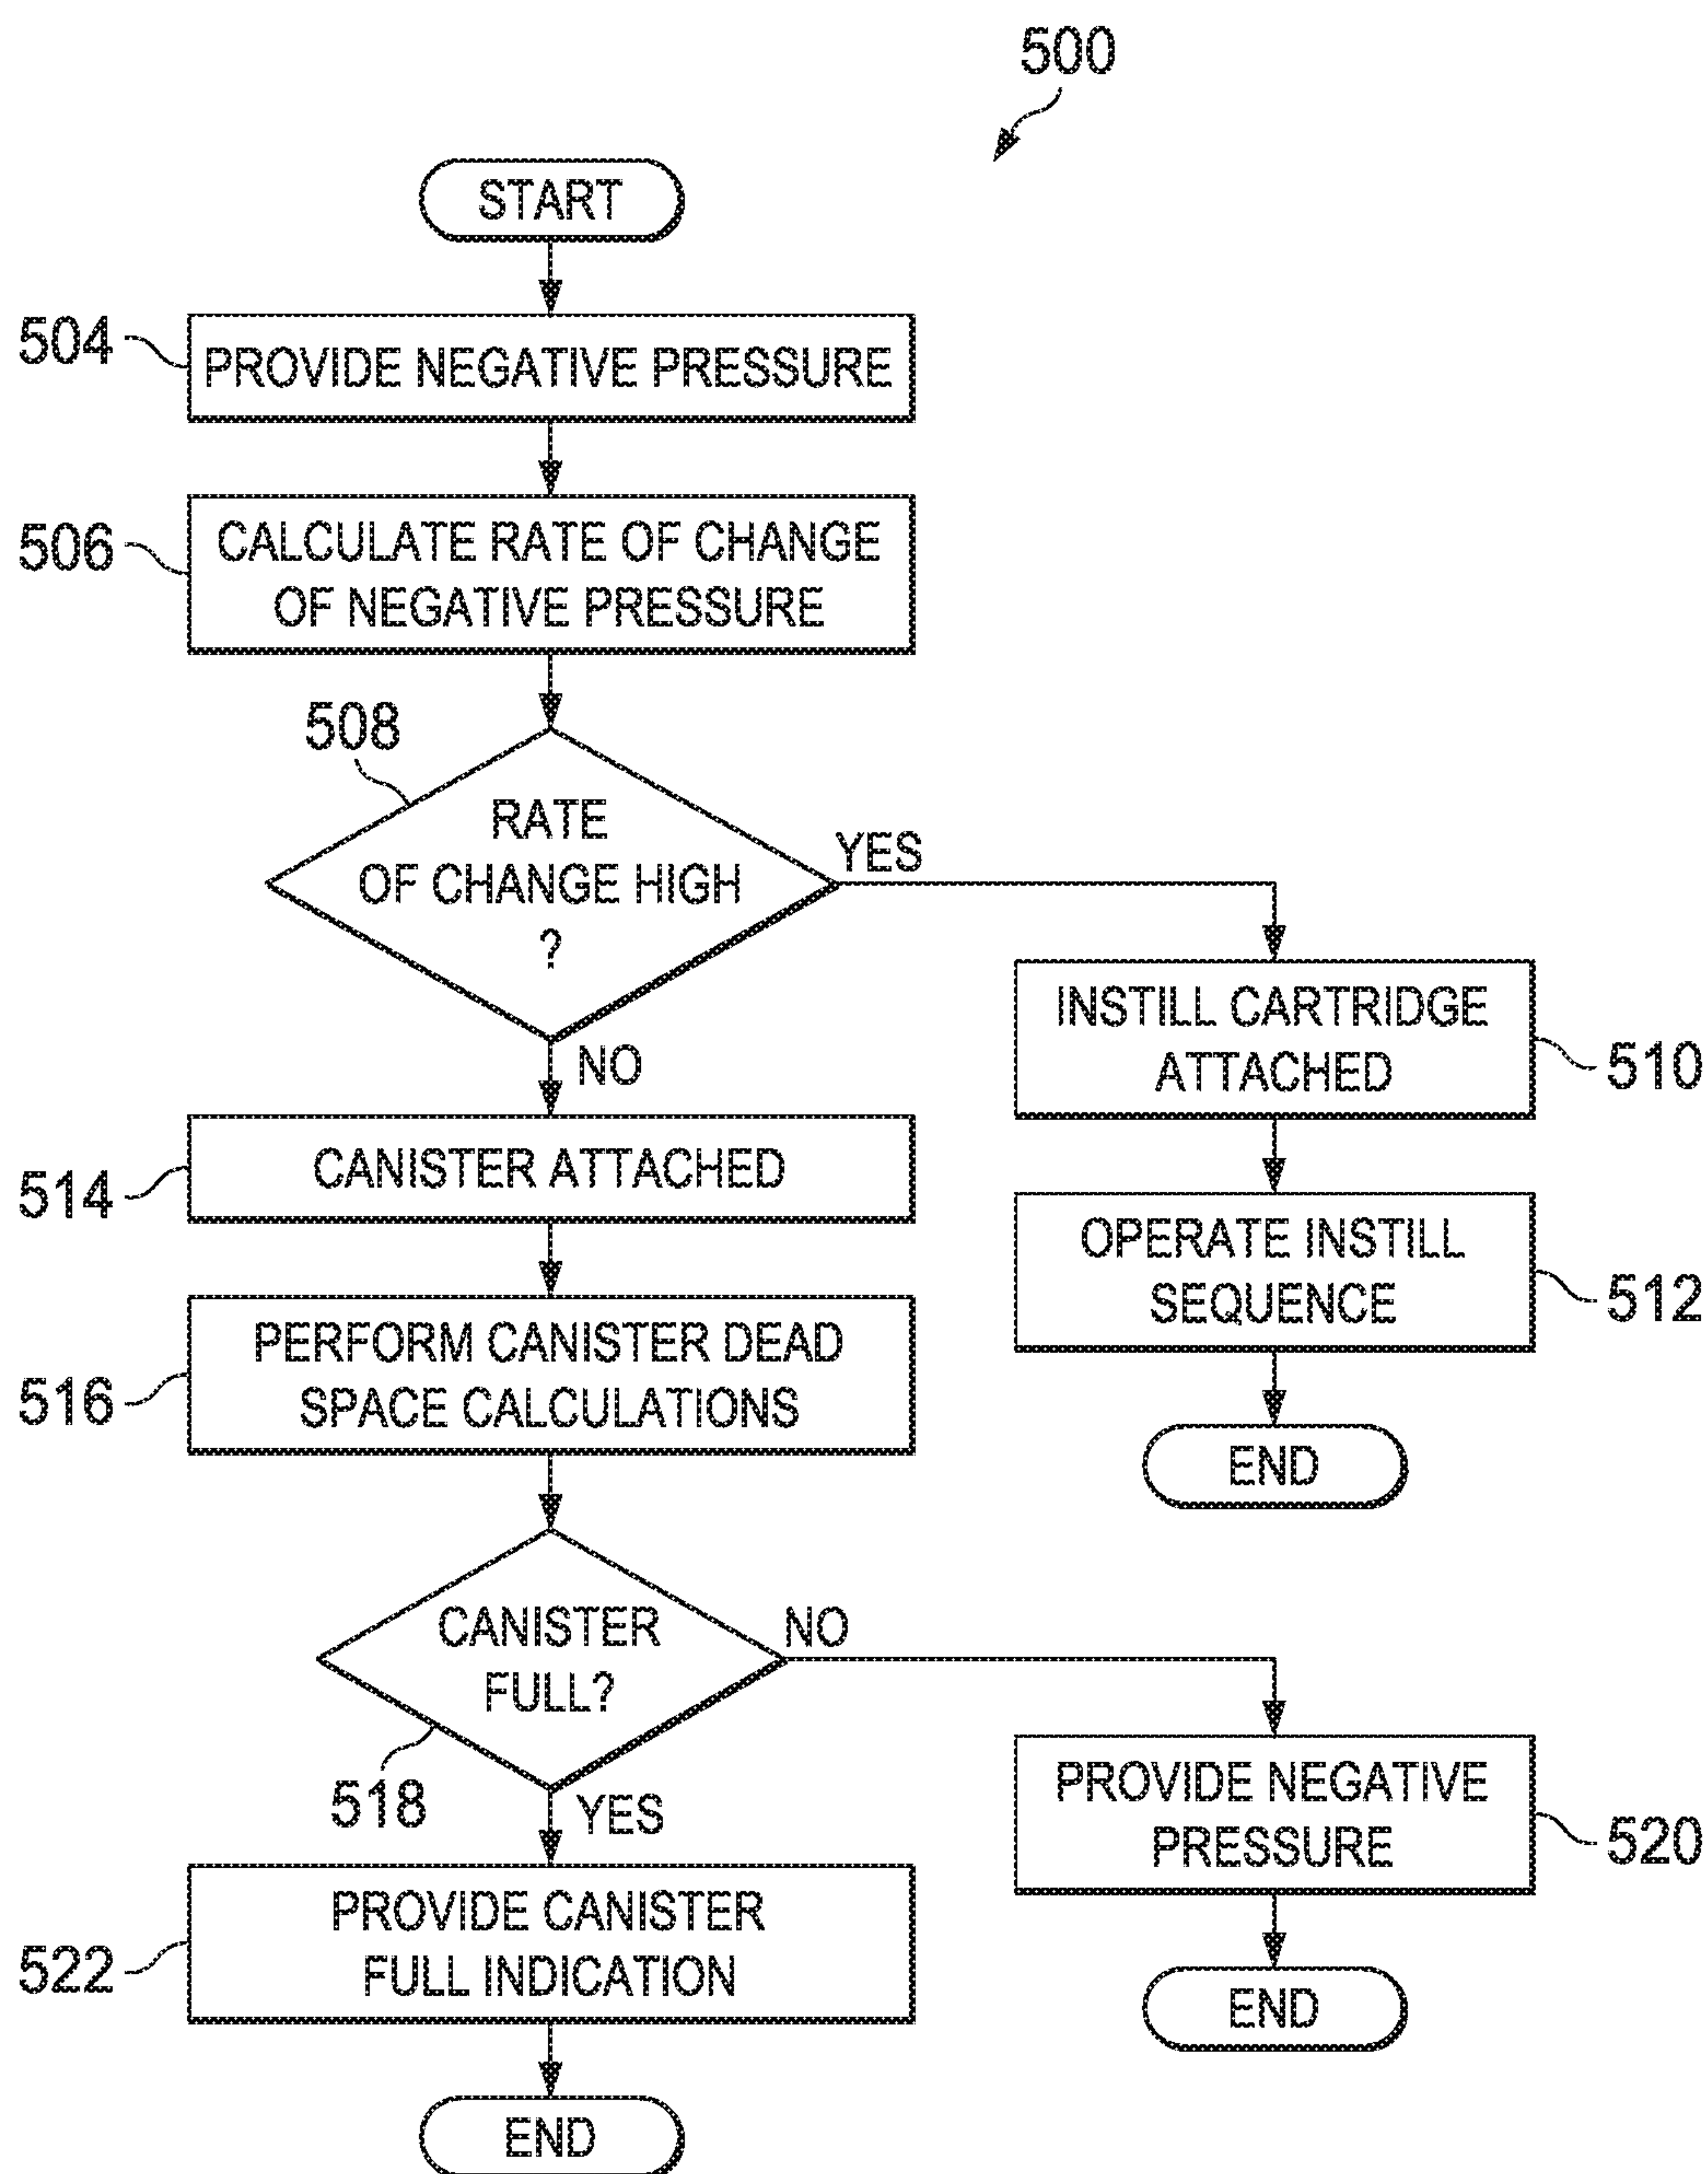 500
START
504
PROVIDE NEGATIVE PRESSURE
506
CALCULATE RATE OF CHANGE
OF NEGATIVE PRESSURE
508
RATE
OF CHANGE HIGH
?
YES
NO
INSTILL CARTRIDGE
ATTACHED
510
514
CANISTER ATTACHED
OPERATE INSTILL
SEQUENCE
512
516
PERFORM CANISTER DEAD
SPACE CALCULATIONS
END
CANISTER
FULL?
NO
518
YES
PROVIDE NEGATIVE
PRESSURE
520
522
PROVIDE CANISTER
FULL INDICATION
END
END